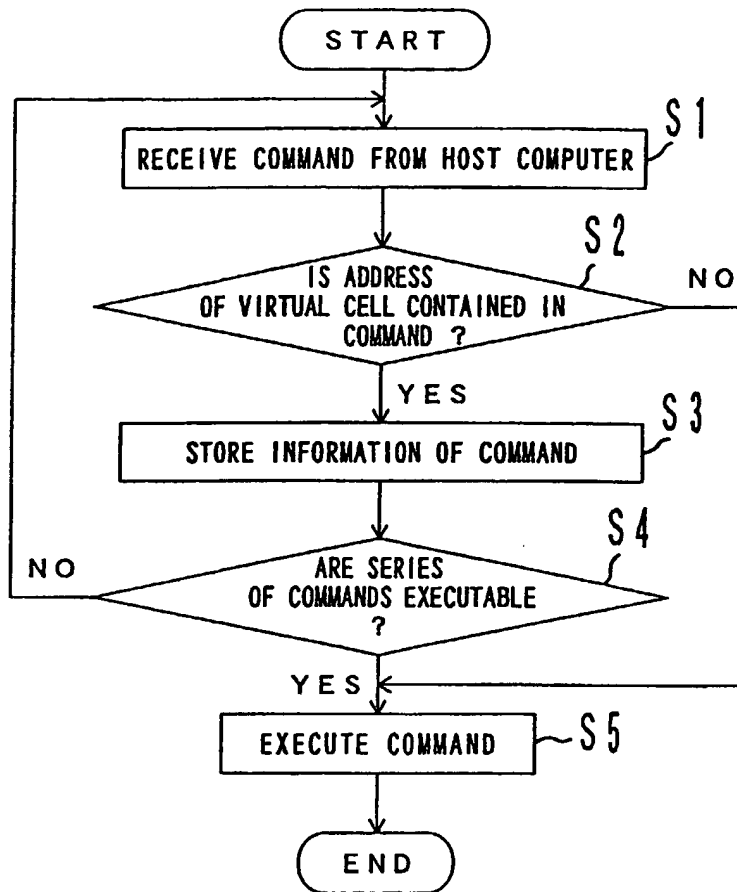 START
RECEIVE COMMAND FROM HOST COMPUTER
S1
IS ADDRESS
OF VIRTUAL CELL CONTAINED IN
COMMAND ?
S2
NO
YES
STORE INFORMATION OF COMMAND
S3
ARE SERIES
OF COMMANDS EXECUTABLE
?
S4
NO
YES
EXECUTE COMMAND
S5
END